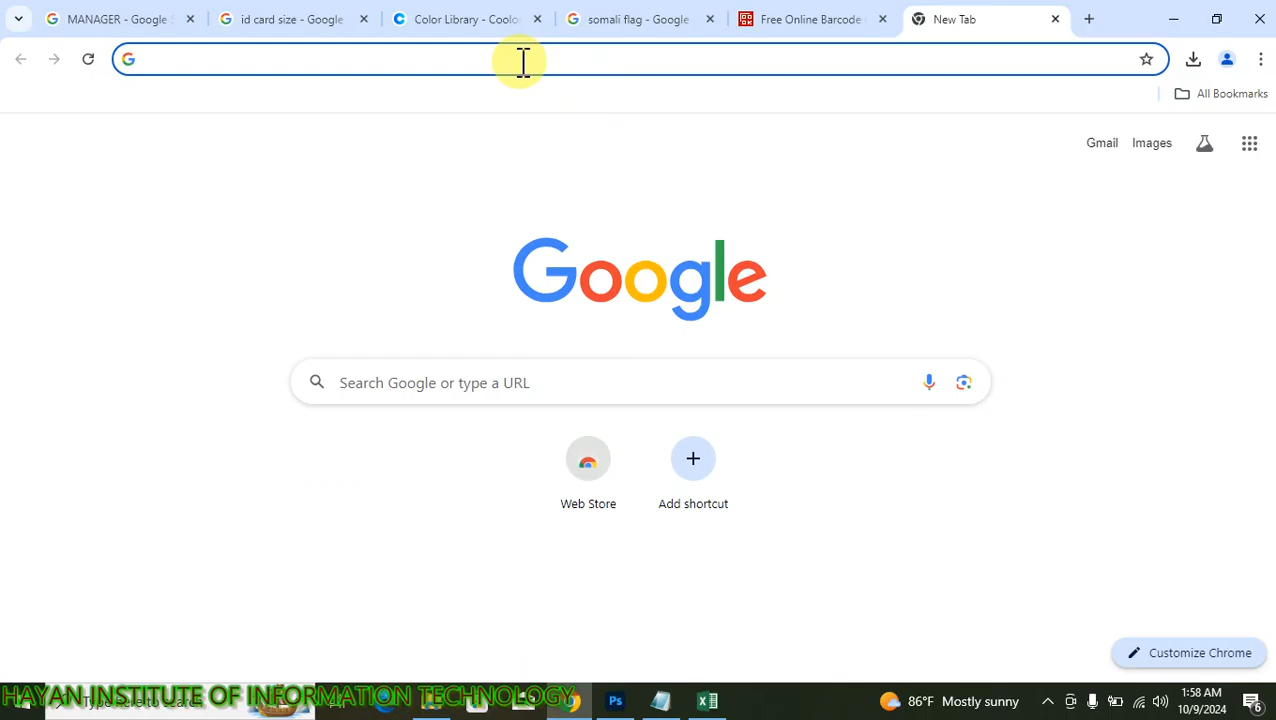 MANAGER - Google S
id card size - Google
Color Library - Coolor
somali flag - Google
Free Online Barcode
New Tab
All Bookmarks
Gmail
Images
Google
Search Google or type a URL
Web Store
Add shortcut
Customize Chrome
HAYAN INSTITUTE OF INFORMATION TECHNOLOGY
Type here to search
86°F Mostly sunny
1:58 AM
10/9/2024
6